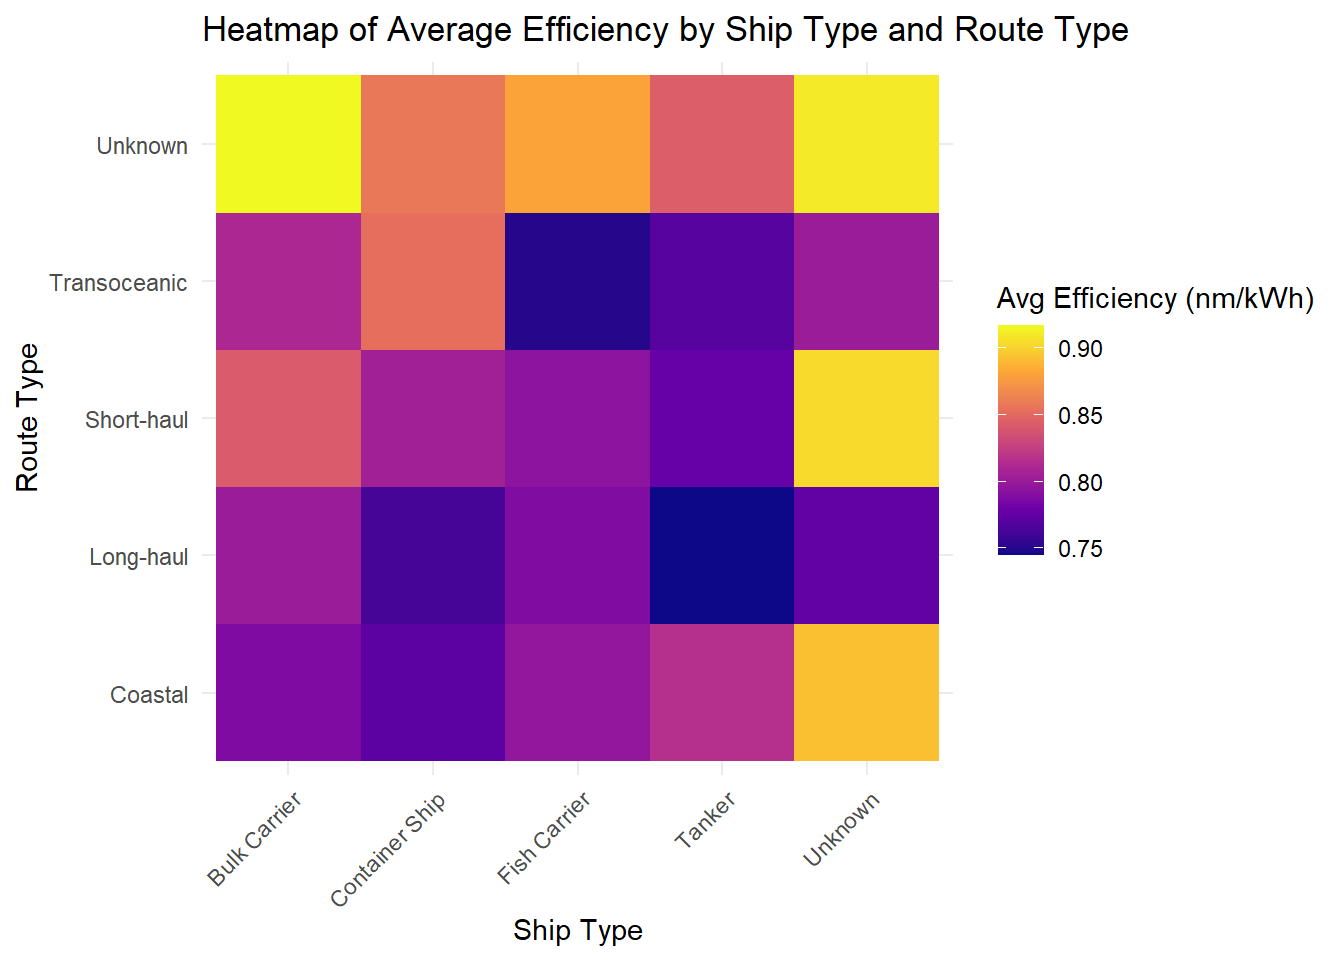 Heatmap of Average Efficiency by Ship Type and Route Type
Route Type
Unknown
Transoceanic
Short-haul
Long-haul
Coastal
Bulk Carrier
Container Ship
Fish Carrier
Tanker
Unknown
Ship Type
Avg Efficiency (nm/kWh)
0.90
0.85
0.80
0.75